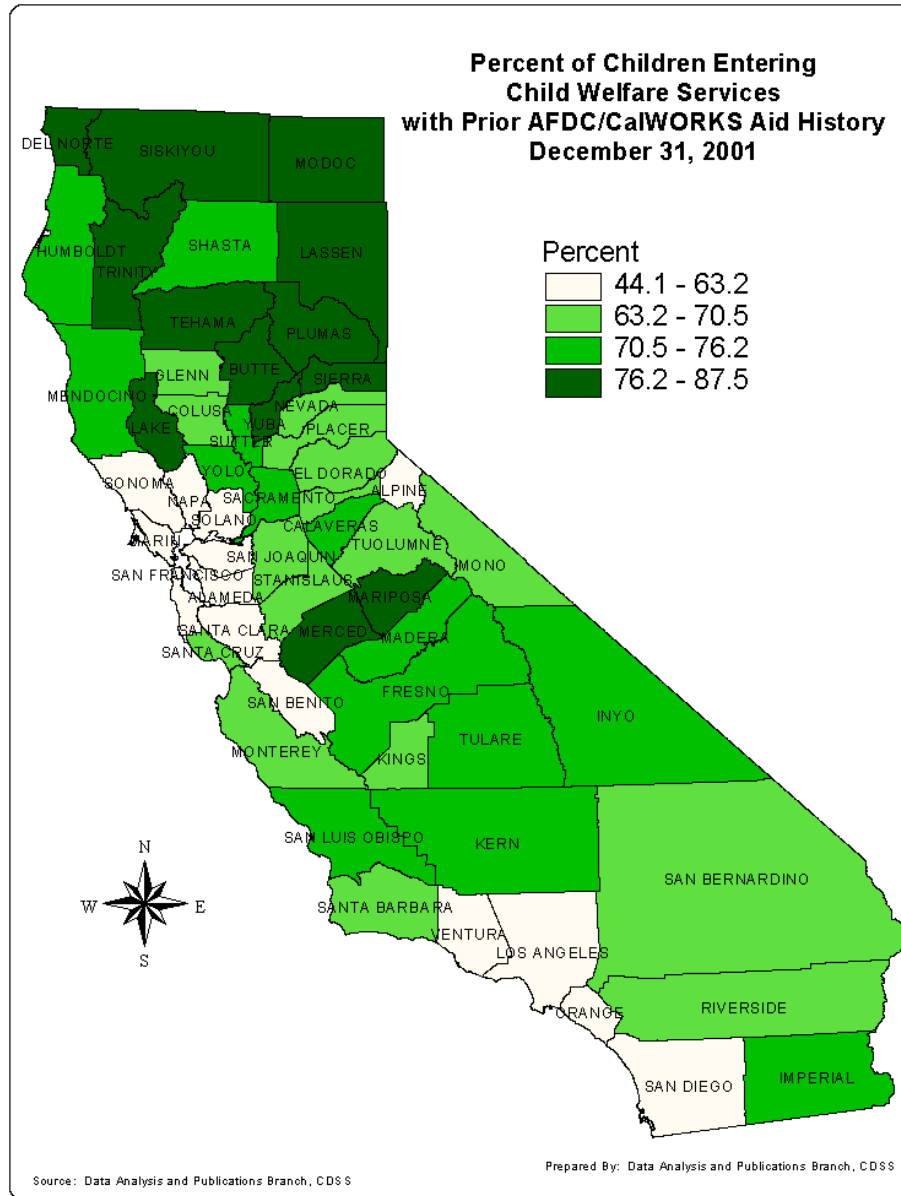 Percent of Children Entering
Child Welfare Services
with Prior AFDC/CalWORKS Aid History
December 31, 2001
DEL NORTE
SISKIYOU
MODOC
HUMBOLDT
TRINITY
SHASTA
LASSEN
Percent
44.1 - 63.2
63.2 - 70.5
70.5 - 76.2
76.2 - 87.5
TEHAMA
PLUMAS
GLENN
BUTTE
SIERRA
MENDOCINO
COLUSA
NEVADA
LAKE
YUBA
PLACER
SUTTER
YOLO
EL DORADO
SONOMA
NAPA
SACRAMENTO
ALPINE
SOLANO
CALAVERAS
MARIN
SAN JOAQUIN
TUOLUMNE
MONO
SAN FRANCISCO
STANISLAUS
ALAMEDA
MARIPOSA
SANTA CLARA
MERCED
MADERA
SANTA CRUZ
SAN BENITO
FRESNO
INYO
MONTEREY
KINGS
TULARE
SAN LUIS OBISPO
KERN
SAN BERNARDINO
SANTA BARBARA
VENTURA
LOS ANGELES
ORANGE
RIVERSIDE
SAN DIEGO
IMPERIAL
N
W
E
S
Source: Data Analysis and Publications Branch, CDSS
Prepared By: Data Analysis and Publications Branch, CDSS